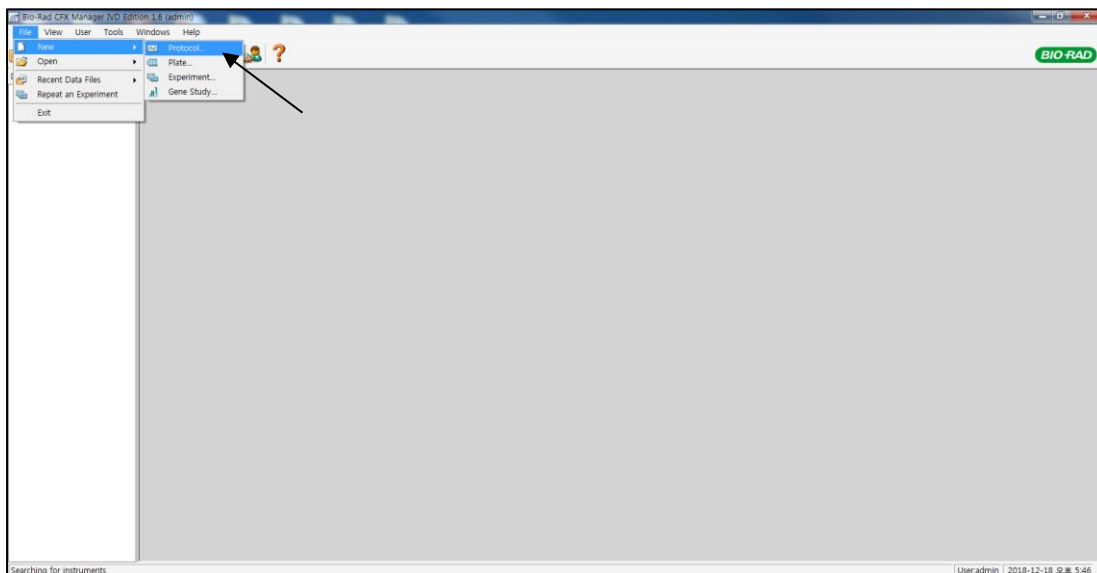 Bio-Rad CFX Manager IVD Edition 1.6 (admin)
File View User Tools Windows Help
New
Open
Recent Data Files
Repeat an Experiment
Exit
Protocol...
Plate...
Experiment...
Gene Study...
?
BIO-RAD
Searching for instruments.
User:admin 2018-12-18 오후 5:46